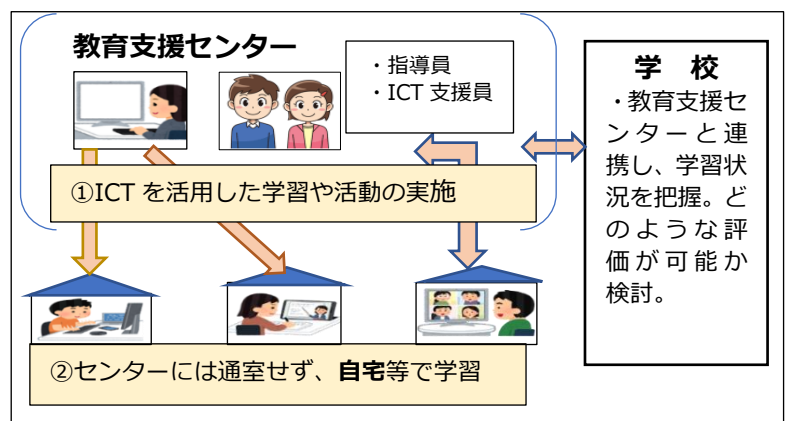 教育支援センター
・指導員
・ICT 支援員
①ICT を活用した学習や活動の実施
②センターには通室せず、自宅等で学習
学 校
・教育支援セ
ンターと連
携し、学習状
況を把握。ど
のような評
価が可能か
検討。